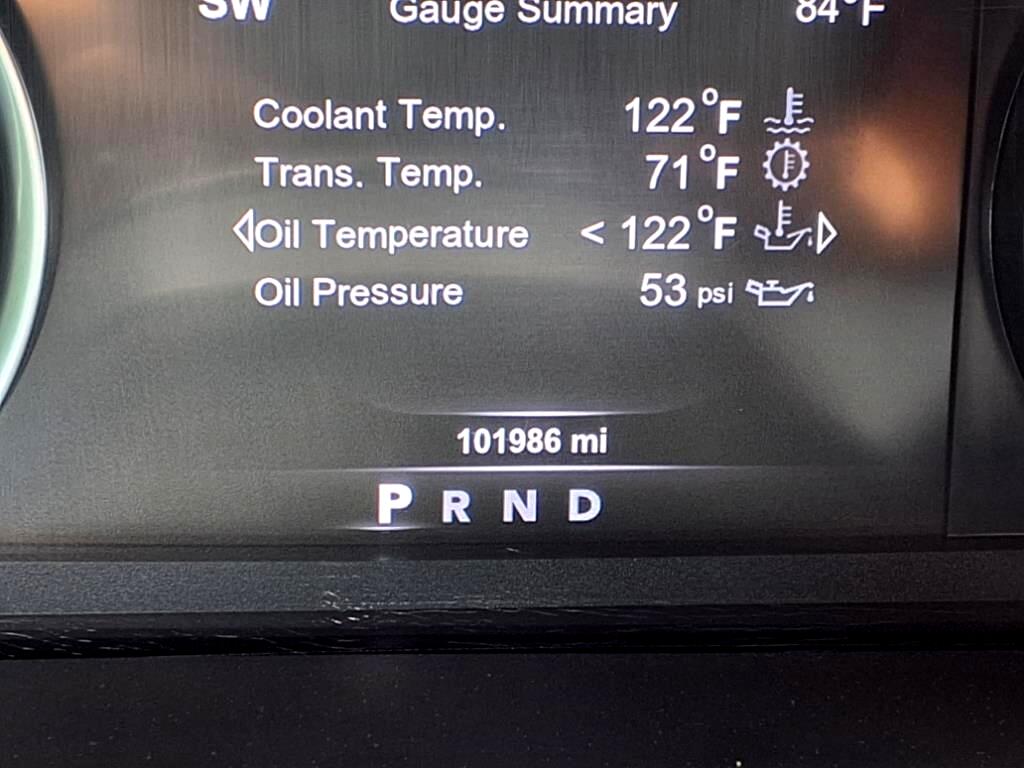 SW Gauge Summary 84°F
Coolant Temp. 122°F
Trans. Temp. 71°F
Oil Temperature < 122°F
Oil Pressure 53 psi
101986 mi
P R N D